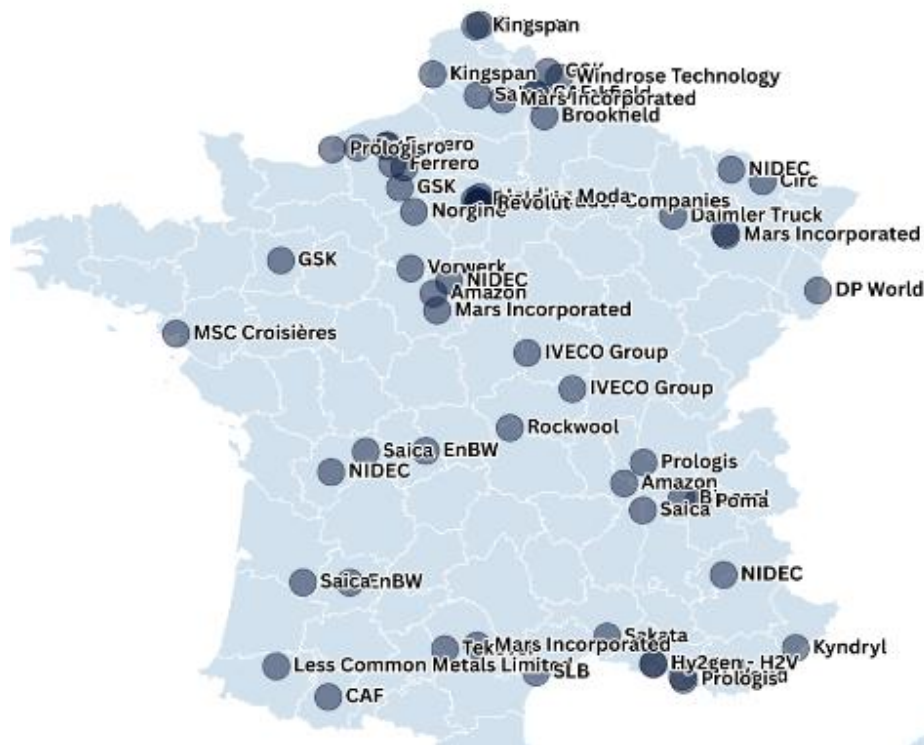 Kingspan
Kingspan
GSK
Windrose Technology
Mars Incorporated
Brookfield
Prologis
Ferrero
NIDEC
Circ
GSK
Moda
Revolut
Companies
Norgine
Daimler Truck
Mars Incorporated
GSK
Vorwerk
NIDEC
Amazon
DP World
Mars Incorporated
MSC Croisières
IVECO Group
IVECO Group
Rockwool
Saica
EnBW
NIDEC
Prologis
Amazon
Poma
Saica
NIDEC
Saica
EnBW
Sakata
Mars Incorporated
Kyndryl
Less Common Metals Limited
SLB
Hy2gen - H2V
Prologis
CAF